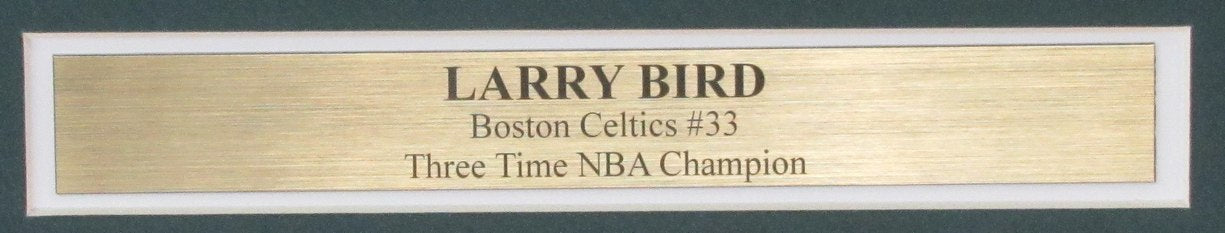 LARRY BIRD
Boston Celtics #33
Three Time NBA Champion